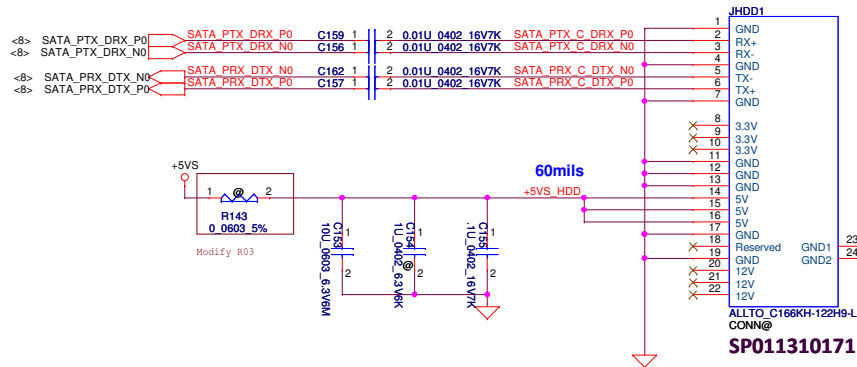 JHDD1
<8> SATA_PTX_DRX_P0 SATA_PTX_DRX_P0 C159 1 2 0.01U_0402_16V7K SATA_PTX_C_DRX_P0
<8> SATA_PTX_DRX_N0 SATA_PTX_DRX_N0 C156 1 2 0.01U_0402_16V7K SATA_PTX_C_DRX_N0
<8> SATA_PRX_DTX_N0 SATA_PRX_DTX_N0 C162 1 2 0.01U_0402_16V7K SATA_PRX_C_DTX_N0
<8> SATA_PRX_DTX_P0 SATA_PRX_DTX_P0 C157 1 2 0.01U_0402_16V7K SATA_PRX_C_DTX_P0
1 GND
2 RX+
3 RX-
4 GND
5 TX-
6 TX+
7 GND
8 3.3V
9 3.3V
10 3.3V
11 GND
12 GND
13 GND
14 5V
15 5V
16 5V
17 GND
18 Reserved GND1 23
19 GND GND2 24
20 12V
21 12V
22 12V
+5VS
60mils
1 @ 2 +5VS_HDD
R143
0_0603_5%
Modify R03
C153 1 2
10U_0603_6.3V6M
C154 1 2
1U_0402_6.3V6K
@
C155 1 2
.1U_0402_16V7K
ALLTO_C166KH-122H9-L
CONN@
SP011310171